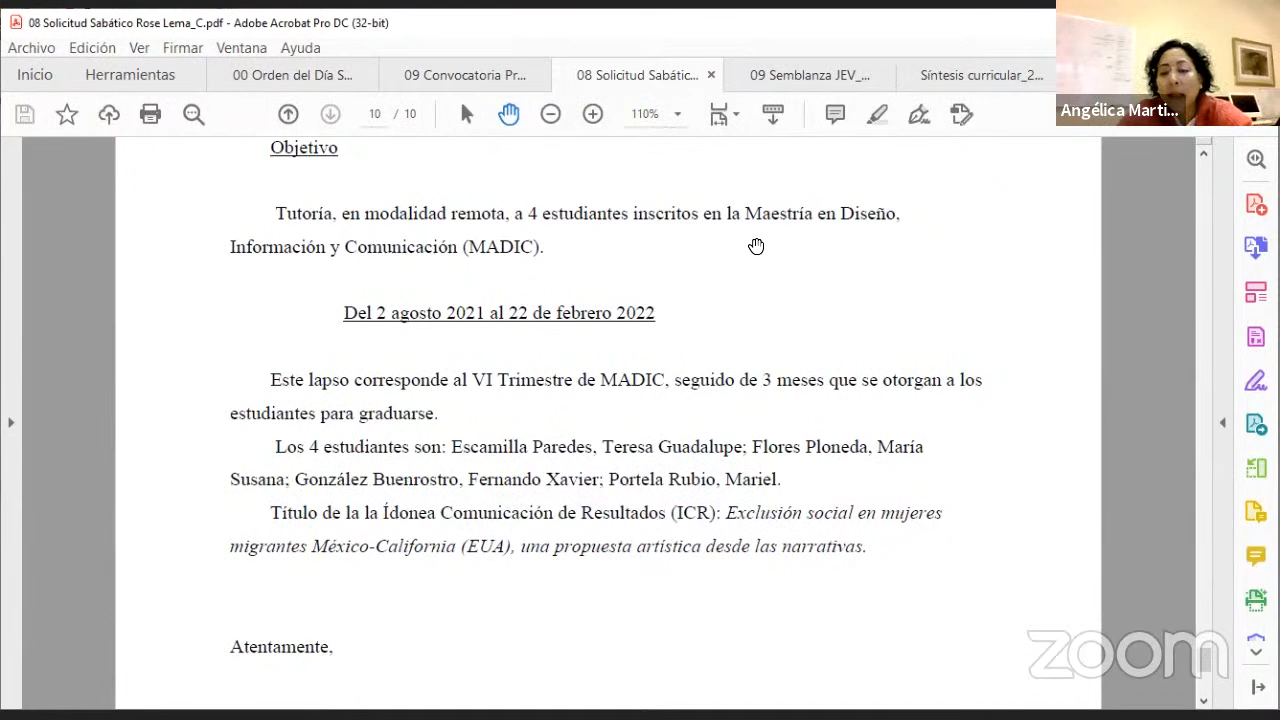 08 Solicitud Sabático Rose Lema_C.pdf - Adobe Acrobat Pro DC (32-bit)
Archivo Edición Ver Firmar Ventana Ayuda
Inicio Herramientas 00 Orden del Día S... 09 Convocatoria Pr... 08 Solicitud Sabátic... × 09 Semblanza JEV_... Síntesis curricular_2...
10 / 10 110%
Angélica Marti...
Objetivo
Tutoría, en modalidad remota, a 4 estudiantes inscritos en la Maestría en Diseño,
Información y Comunicación (MADIC).
Del 2 agosto 2021 al 22 de febrero 2022
Este lapso corresponde al VI Trimestre de MADIC, seguido de 3 meses que se otorgan a los
estudiantes para graduarse.
Los 4 estudiantes son: Escamilla Paredes, Teresa Guadalupe; Flores Ploneda, María
Susana; González Buenrostro, Fernando Xavier; Portela Rubio, Mariel.
Título de la la Ídonea Comunicación de Resultados (ICR): Exclusión social en mujeres
migrantes México-California (EUA), una propuesta artística desde las narrativas.
Atentamente,
zoom